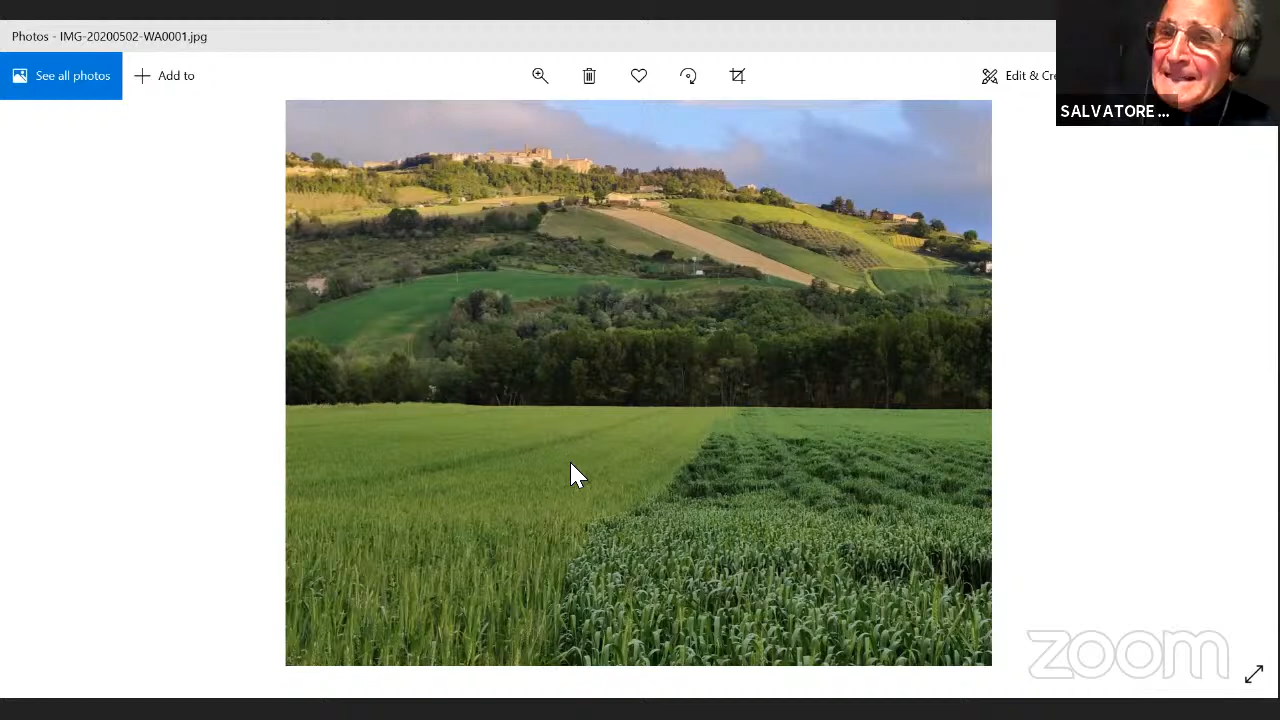 Photos - IMG-20200502-WA0001.jpg
See all photos
Add to
Edit & Cre
SALVATORE ...
zoom